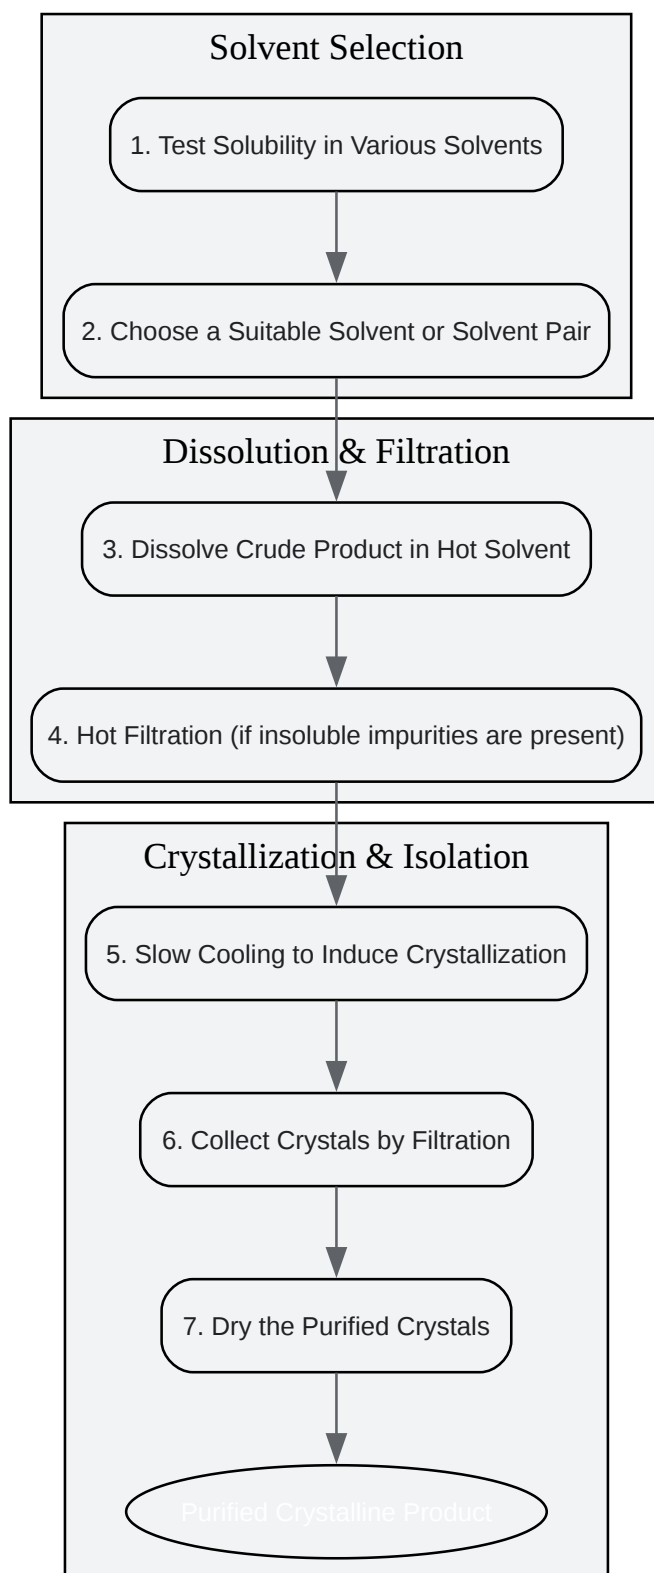 Solvent Selection
1. Test Solubility in Various Solvents
2. Choose a Suitable Solvent or Solvent Pair
Dissolution & Filtration
3. Dissolve Crude Product in Hot Solvent
4. Hot Filtration (if insoluble impurities are present)
Crystallization & Isolation
5. Slow Cooling to Induce Crystallization
6. Collect Crystals by Filtration
7. Dry the Purified Crystals
Purified Crystalline Product